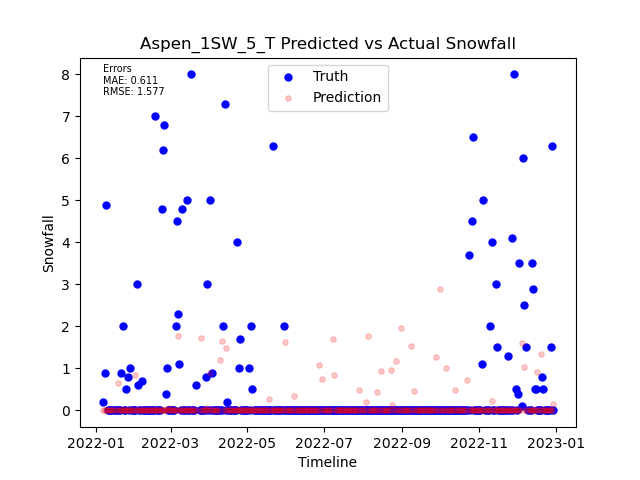 Aspen_1SW_5_T Predicted vs Actual Snowfall
Errors
MAE: 0.611
RMSE: 1.577
Truth
Prediction
8
7
6
5
4
3
2
1
0
Snowfall
2022-01 2022-03 2022-05 2022-07 2022-09 2022-11 2023-01
Timeline